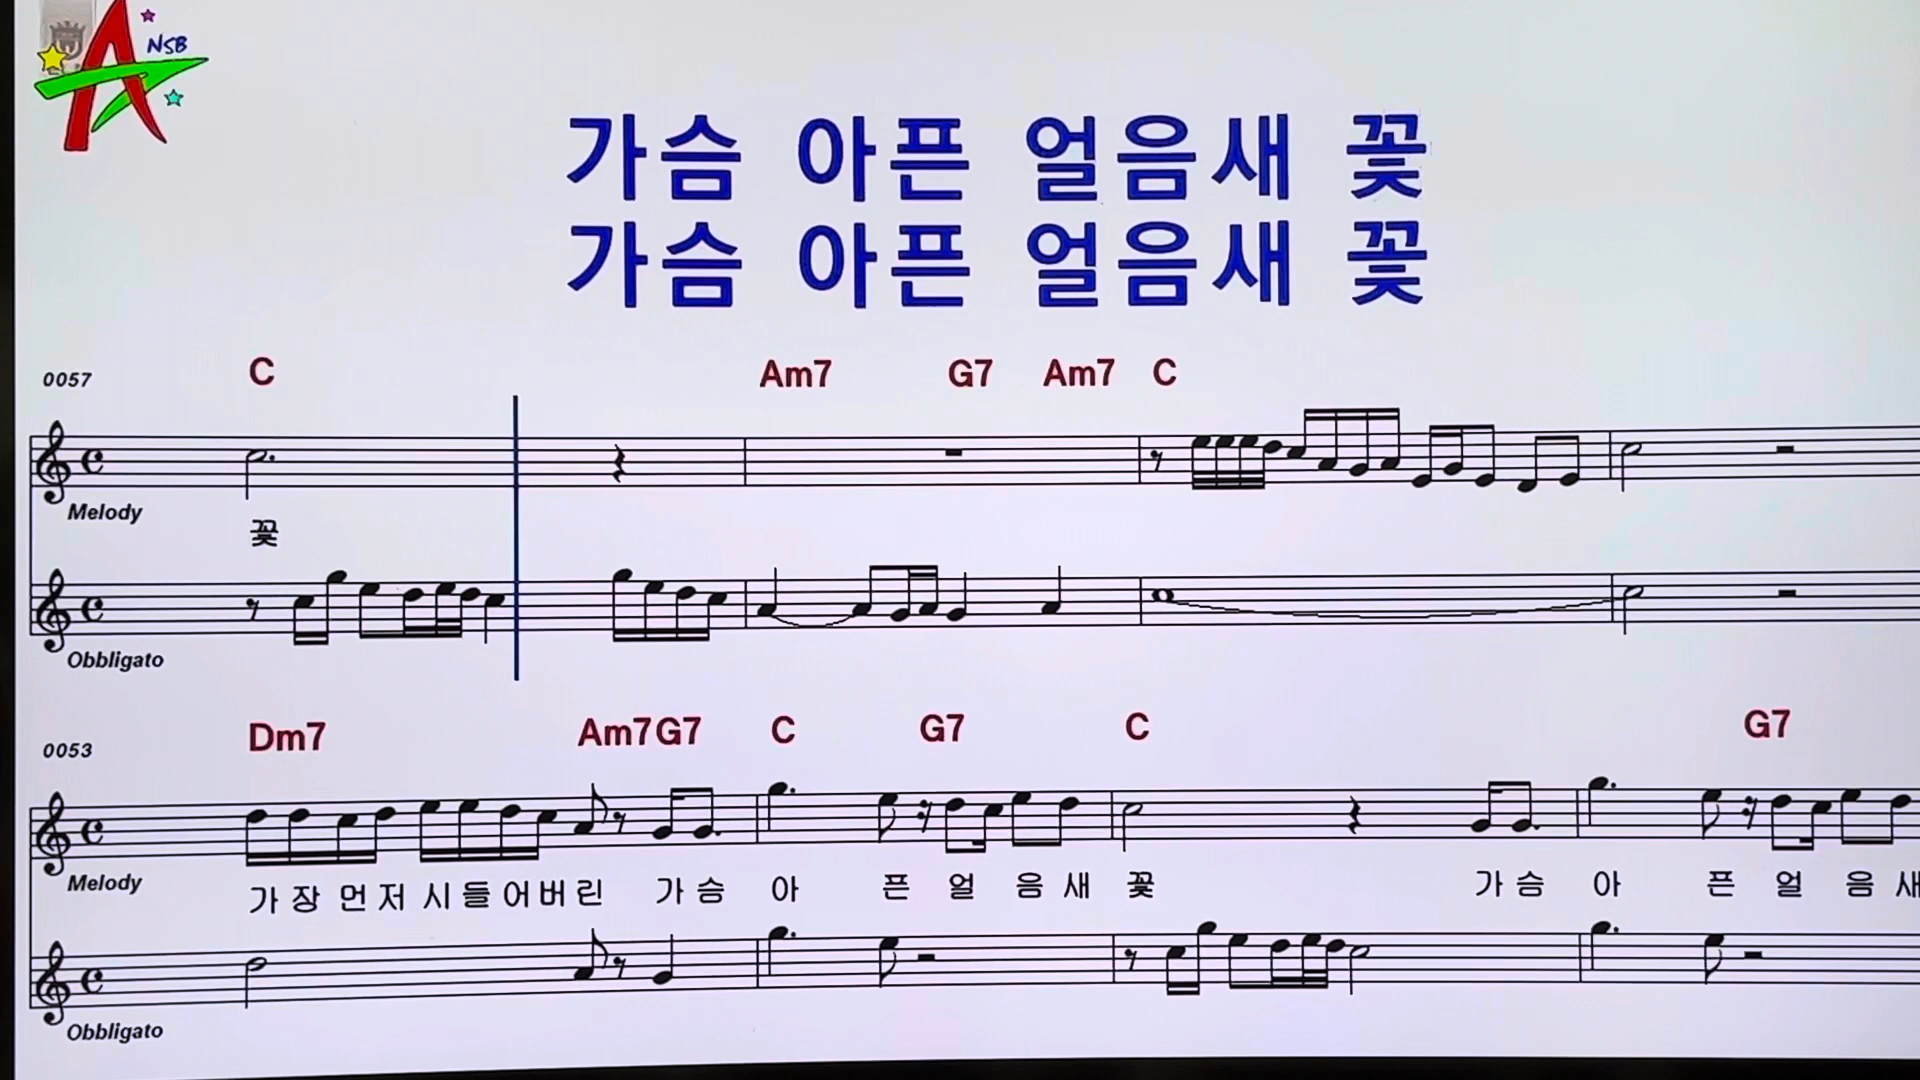 NSB
가슴 아픈 얼음새 꽃
가슴 아픈 얼음새 꽃
0057 C Am7 G7 Am7 C
Melody
꽃
Obbligato
0053 Dm7 Am7 G7 C G7 C G7
Melody
가 장 먼 저 시 들 어 버 린 가 슴 아 픈 얼 음 새 꽃 가 슴 아 픈 얼 음 새
Obbligato